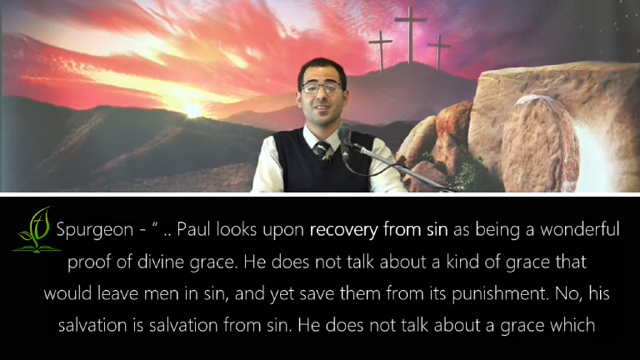 Spurgeon - “ .. Paul looks upon recovery from sin as being a wonderful
proof of divine grace. He does not talk about a kind of grace that
would leave men in sin, and yet save them from its punishment. No, his
salvation is salvation from sin. He does not talk about a grace which